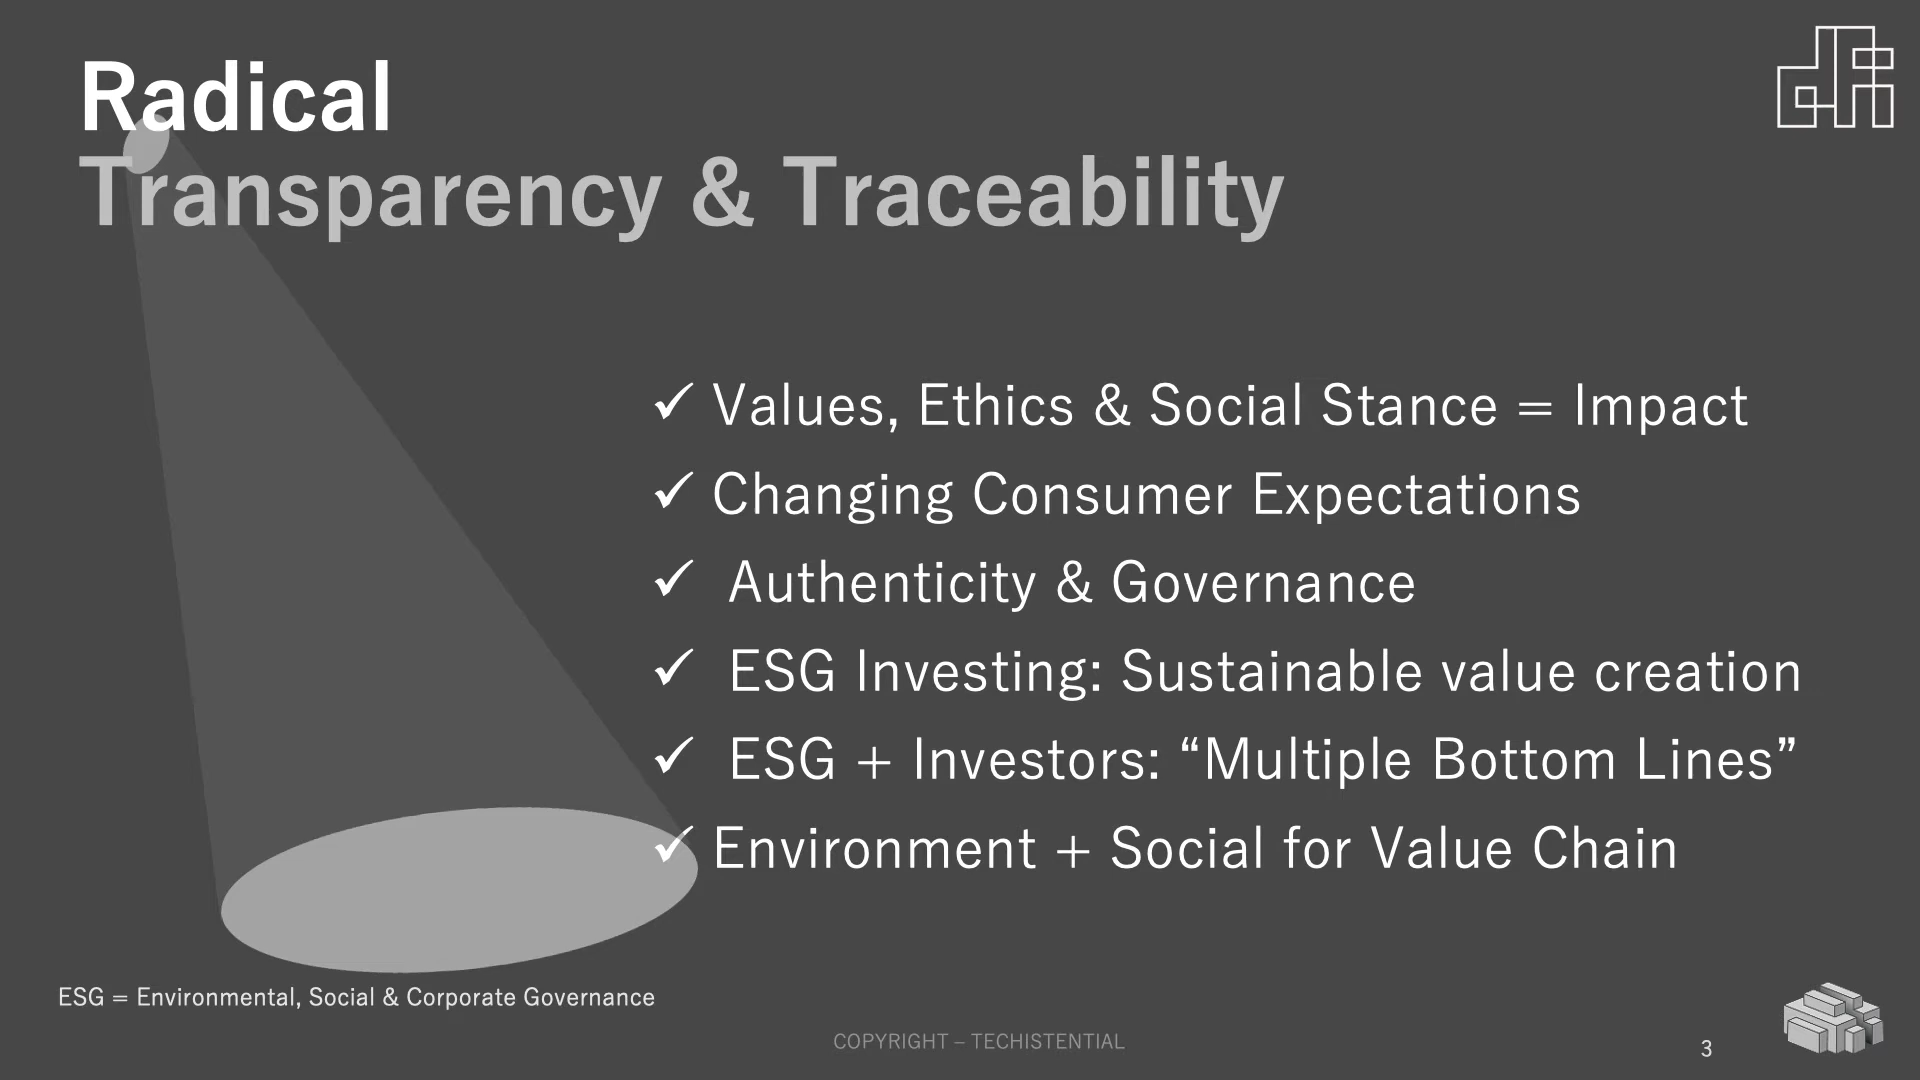 Radical
Transparency & Traceability
✓ Values, Ethics & Social Stance = Impact
✓ Changing Consumer Expectations
✓ Authenticity & Governance
✓ ESG Investing: Sustainable value creation
✓ ESG + Investors: “Multiple Bottom Lines”
✓ Environment + Social for Value Chain
ESG = Environmental, Social & Corporate Governance
COPYRIGHT – TECHISTENTIAL
3